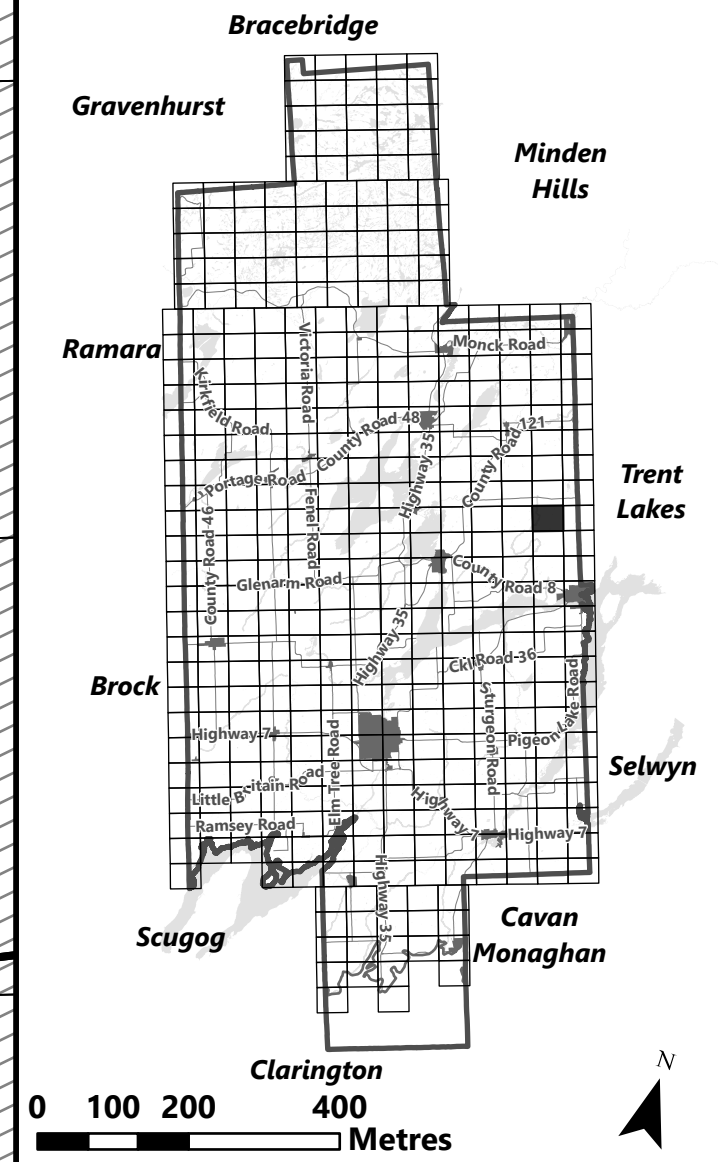 Bracebridge
Gravenhurst
Minden
Hills
Ramara
Monck Road
Victoria Road
Kirkfield Road
County Road 48
County Road 121
Highway 35
Portage Road
Fenel Road
Trent
Lakes
County Road 46
Glenarm Road
County Road 8
Highway 35
Ckl Road 36
Brock
Sturgeon Road
Pigeon Lake Road
Highway 7
Elm Tree Road
Selwyn
Little Britain Road
Ramsey Road
Highway 7
Highway 7
Highway 35
Scugog
Cavan
Monaghan
Clarington
N
0 100 200 400
Metres